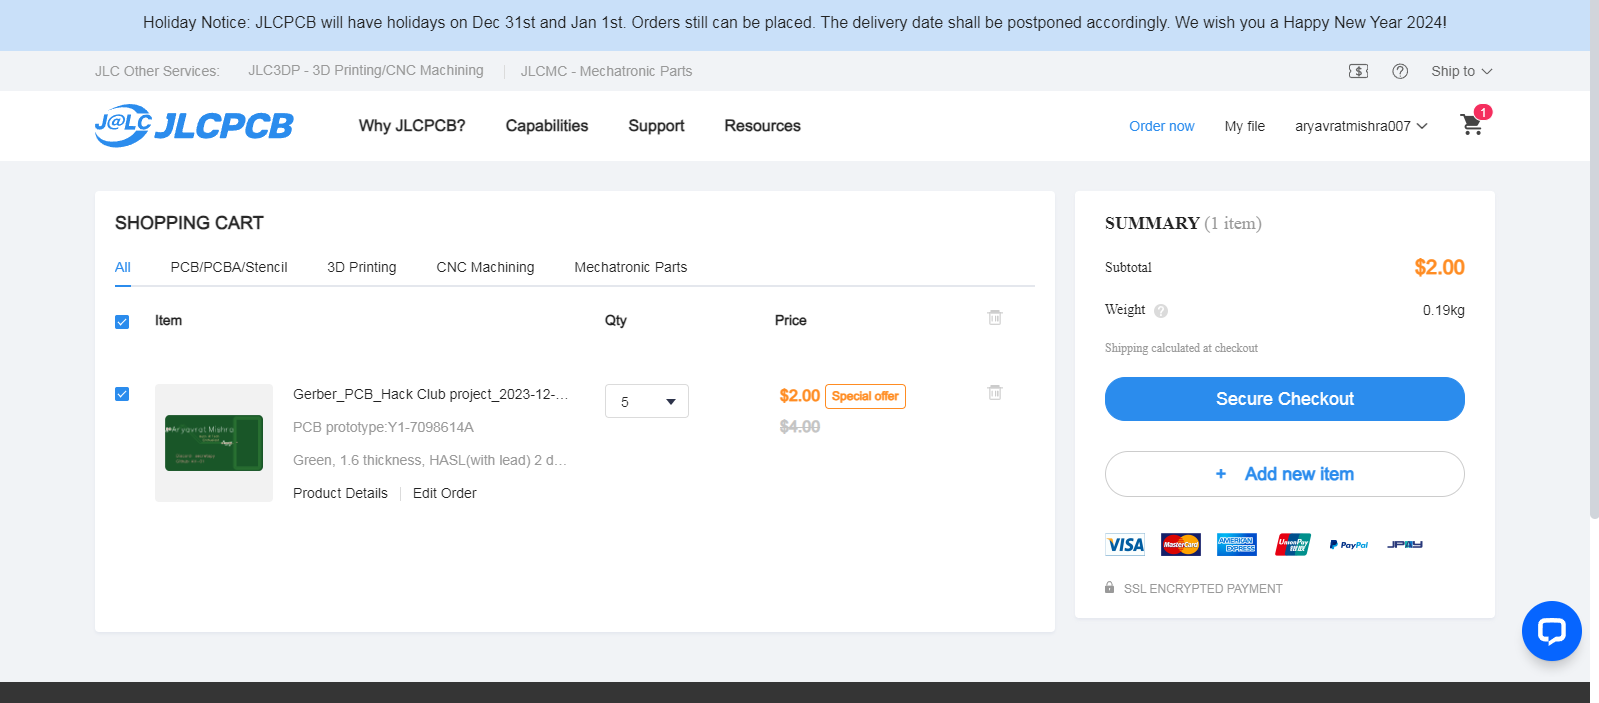 Holiday Notice: JLCPCB will have holidays on Dec 31st and Jan 1st. Orders still can be placed. The delivery date shall be postponed accordingly. We wish you a Happy New Year 2024!
JLC Other Services: JLC3DP - 3D Printing/CNC Machining JLCMC - Mechatronic Parts
Ship to
J@LC JLCPCB
Why JLCPCB? Capabilities Support Resources
Order now My file aryavratmishra007 1
SHOPPING CART
All PCB/PCBA/Stencil 3D Printing CNC Machining Mechatronic Parts
Item Qty Price
Gerber_PCB_Hack Club project_2023-12-...
PCB prototype:Y1-7098614A
Green, 1.6 thickness, HASL(with lead) 2 d...
Product Details Edit Order
Aryavrat Mishra
5
$2.00 Special offer
$4.00
SUMMARY (1 item)
Subtotal $2.00
Weight ? 0.19kg
Shipping calculated at checkout
Secure Checkout
+ Add new item
VISA MasterCard AMERICAN EXPRESS UnionPay 银联 PayPal JPAY
SSL ENCRYPTED PAYMENT